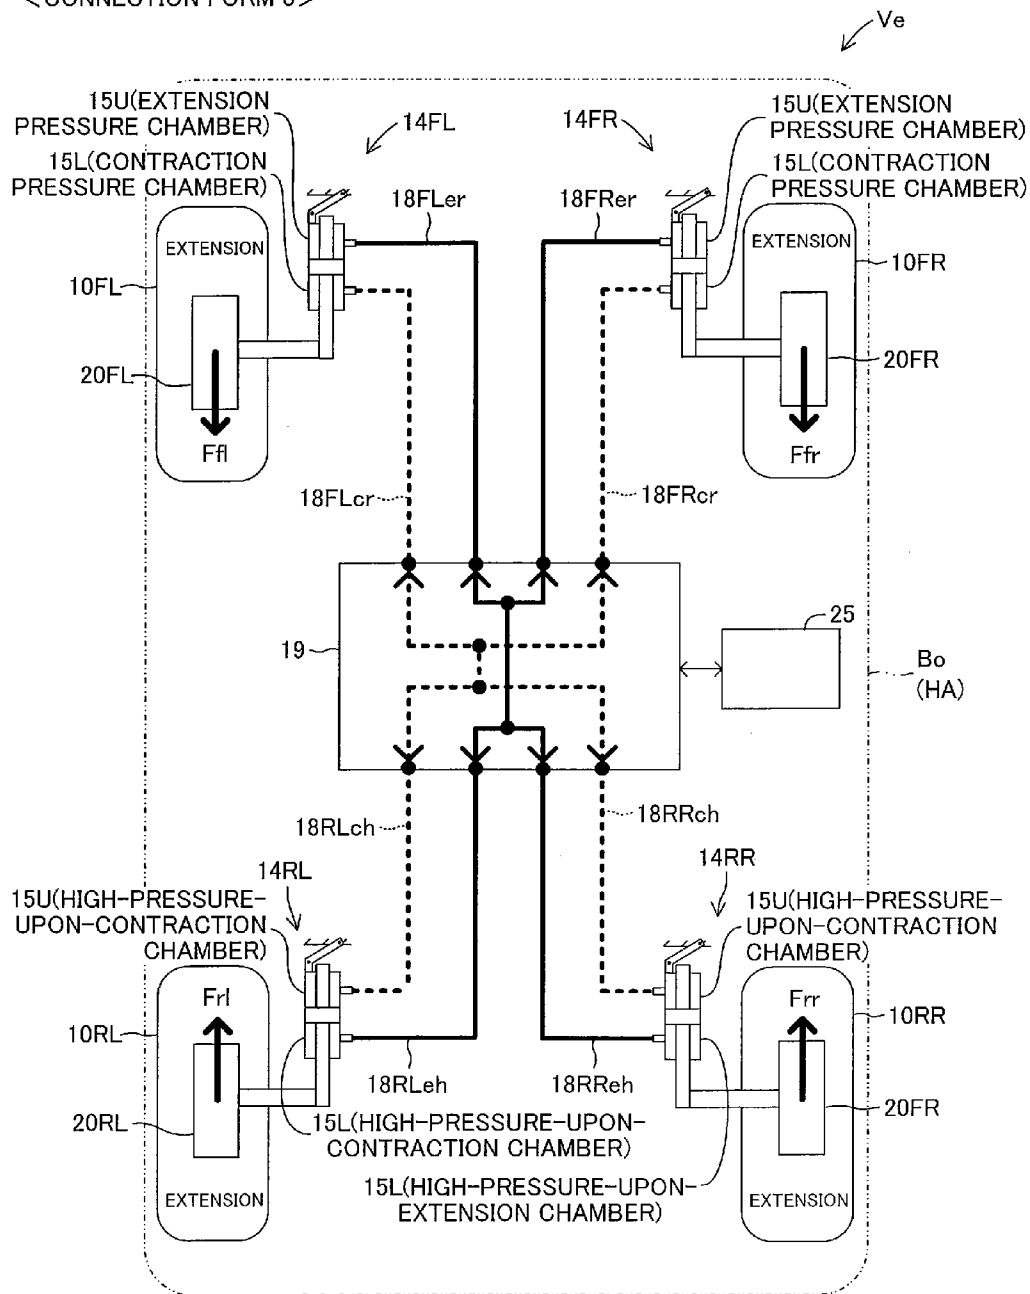 Ve
15U(EXTENSION
PRESSURE CHAMBER)
15L(CONTRACTION
PRESSURE CHAMBER)
14FL
14FR
15U(EXTENSION
PRESSURE CHAMBER)
15L(CONTRACTION
PRESSURE CHAMBER)
18FLer
18FRer
EXTENSION
EXTENSION
10FL
10FR
20FL
20FR
Ffl
Ffr
18FLcr
18FRcr
19
25
Bo
(HA)
18RLch
18RRch
14RL
14RR
15U(HIGH-PRESSURE-
UPON-CONTRACTION
CHAMBER)
15U(HIGH-PRESSURE-
UPON-CONTRACTION
CHAMBER)
Frl
Frr
10RL
10RR
18RLeh
18RReh
20RL
20FR
15L(HIGH-PRESSURE-UPON-
CONTRACTION CHAMBER)
15L(HIGH-PRESSURE-UPON-
EXTENSION CHAMBER)
EXTENSION
EXTENSION